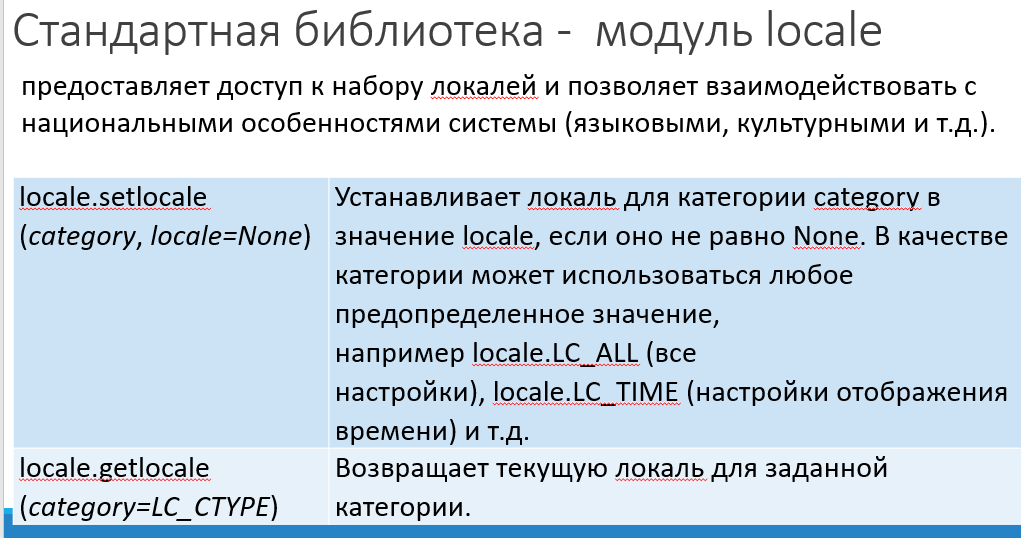 Стандартная библиотека - модуль locale
предоставляет доступ к набору локалей и позволяет взаимодействовать с
национальными особенностями системы (языковыми, культурными и т.д.).
locale.setlocale
(category, locale=None)
Устанавливает локаль для категории category в
значение locale, если оно не равно None. В качестве
категории может использоваться любое
предопределенное значение,
например locale.LC_ALL (все
настройки), locale.LC_TIME (настройки отображения
времени) и т.д.
locale.getlocale
(category=LC_CTYPE)
Возвращает текущую локаль для заданной
категории.